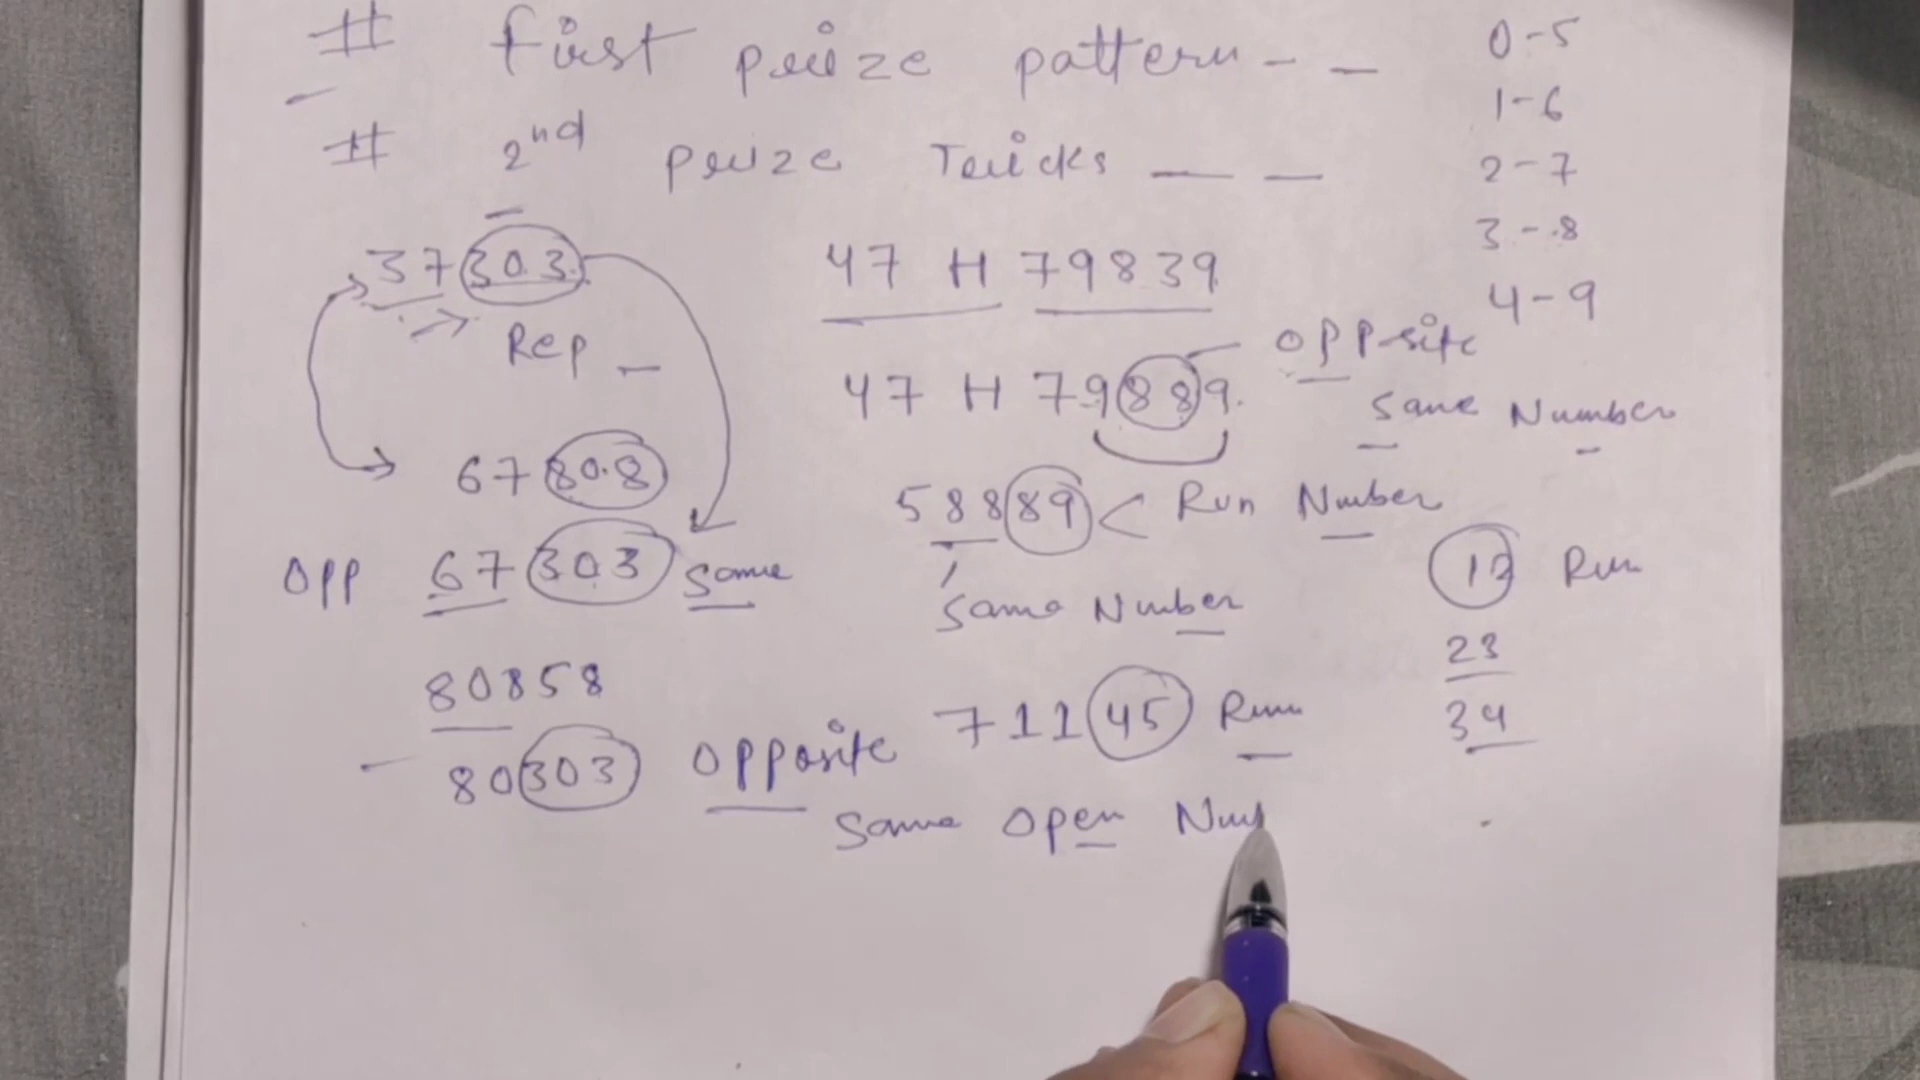 # first prize pattern - -
# 2nd prize Tricks - -
0-5
1-6
2-7
3-8
4-9
37303
Rep -
67808
Opp 67303 Same
80858
80303 Opposite
47 H 79839
47 H 79889 Oppsite
Same Number
58889 < Run Number
Same Number
71145 Run
Same Open Num
12 Run
23
34